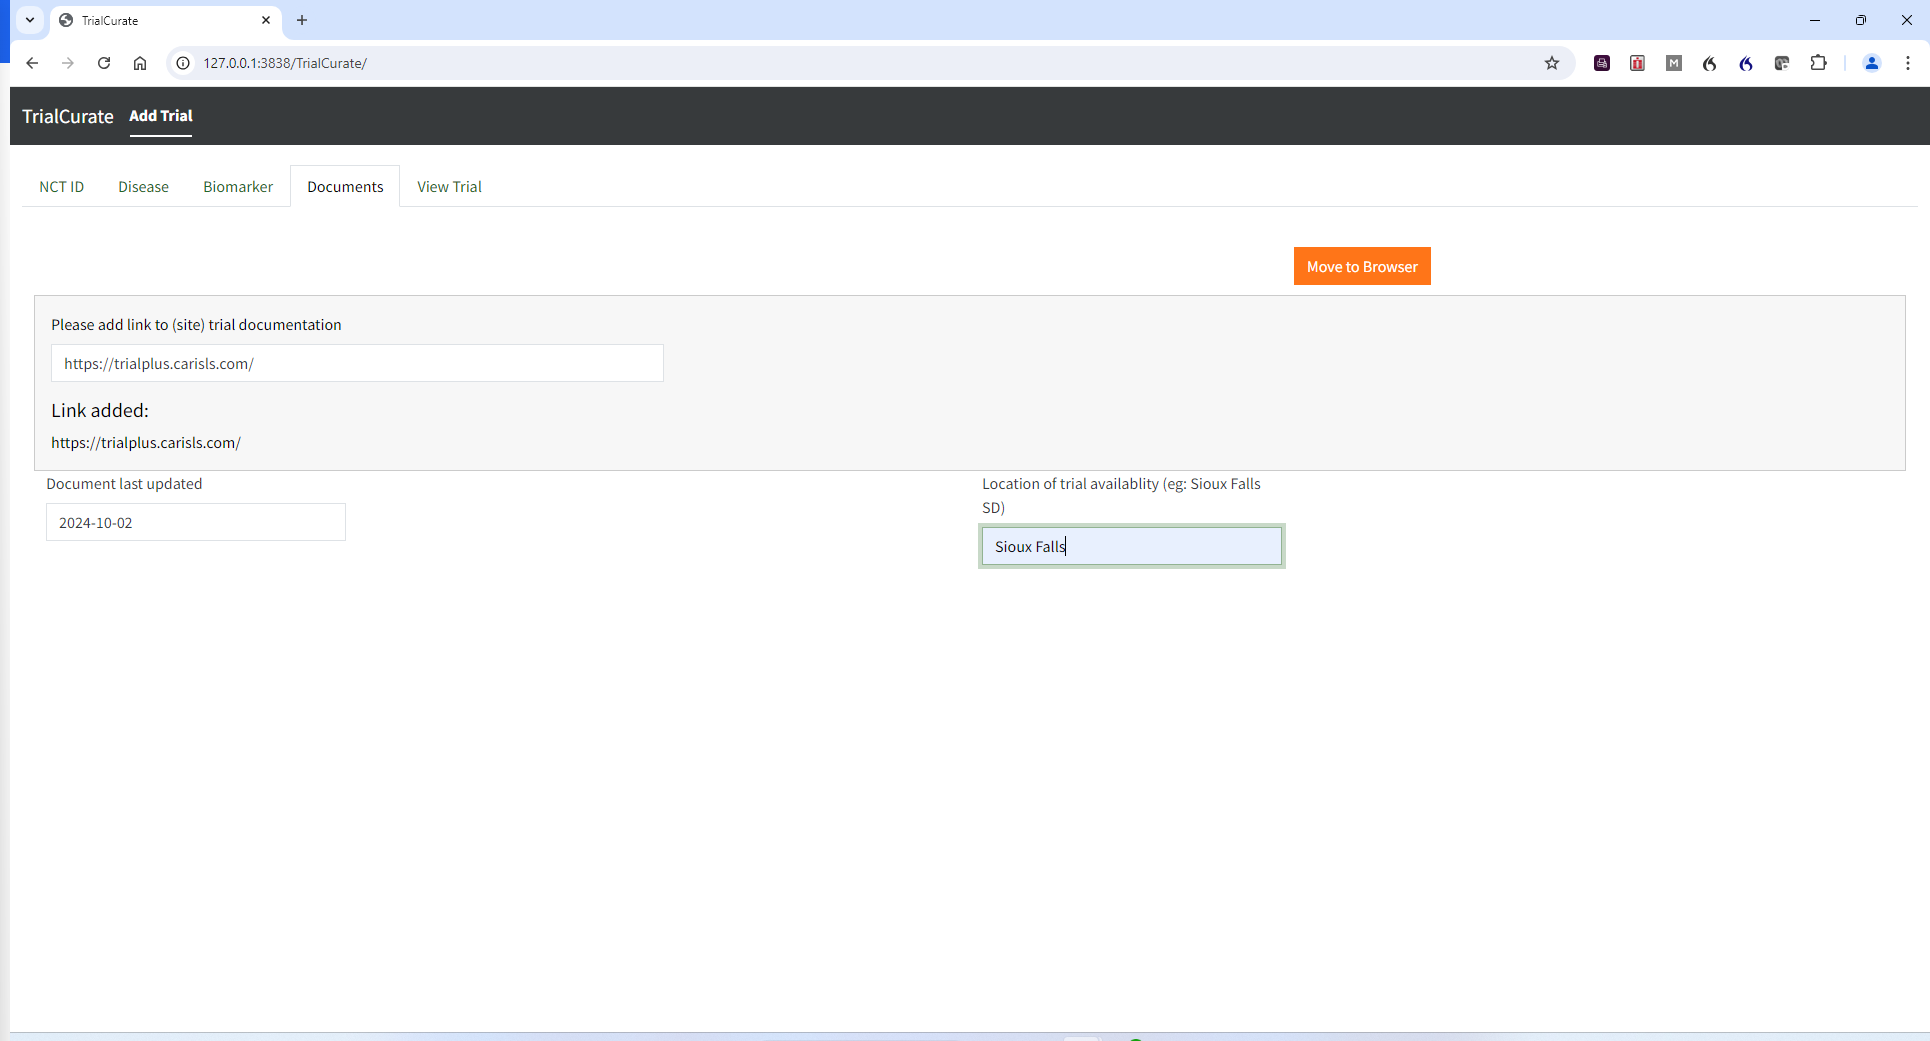 TrialCurate
127.0.0.1:3838/TrialCurate/
M
TrialCurate Add Trial
NCT ID Disease Biomarker Documents View Trial
Move to Browser
Please add link to (site) trial documentation
https://trialplus.carisls.com/
Link added:
https://trialplus.carisls.com/
Document last updated
2024-10-02
Location of trial availablity (eg: Sioux Falls
SD)
Sioux Falls